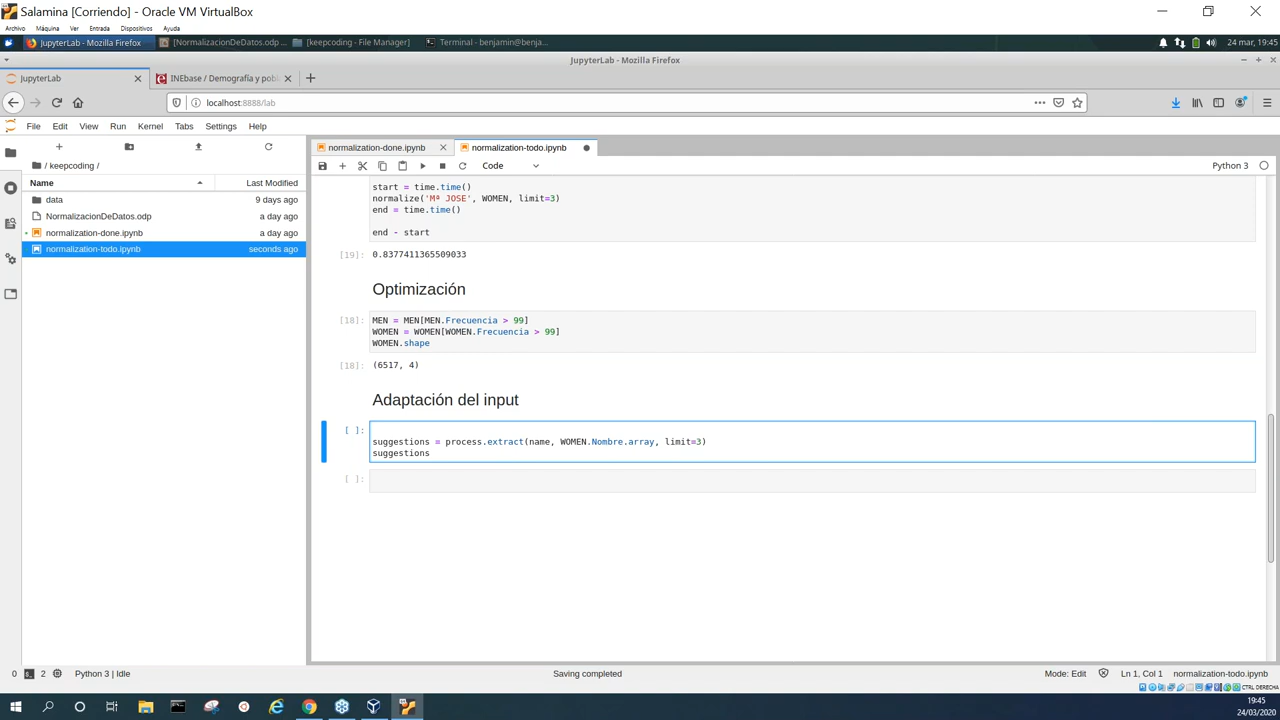 Salamina [Corriendo] - Oracle VM VirtualBox
Archivo Máquina Ver Entrada Dispositivos Ayuda
JupyterLab - Mozilla Firefox [NormalizacionDeDatos.odp ... [keepcoding - File Manager] Terminal - benjamin@benja... 24 mar, 19:45
JupyterLab - Mozilla Firefox
JupyterLab INEbase / Demografía y pobl
localhost:8888/lab
File Edit View Run Kernel Tabs Settings Help
normalization-done.ipynb normalization-todo.ipynb
/ keepcoding / Code Python 3
Name Last Modified
data 9 days ago
NormalizacionDeDatos.odp a day ago
normalization-done.ipynb a day ago
normalization-todo.ipynb seconds ago
start = time.time()
normalize('Mª JOSE', WOMEN, limit=3)
end = time.time()
end - start
[19]: 0.8377411365509033
Optimización
[18]: MEN = MEN[MEN.Frecuencia > 99]
WOMEN = WOMEN[WOMEN.Frecuencia > 99]
WOMEN.shape
[18]: (6517, 4)
Adaptación del input
[ ]:
suggestions = process.extract(name, WOMEN.Nombre.array, limit=3)
suggestions
[ ]:
0 2 Python 3 | Idle Saving completed Mode: Edit Ln 1, Col 1 normalization-todo.ipynb
CTRL DERECHA
19:45
24/03/2020